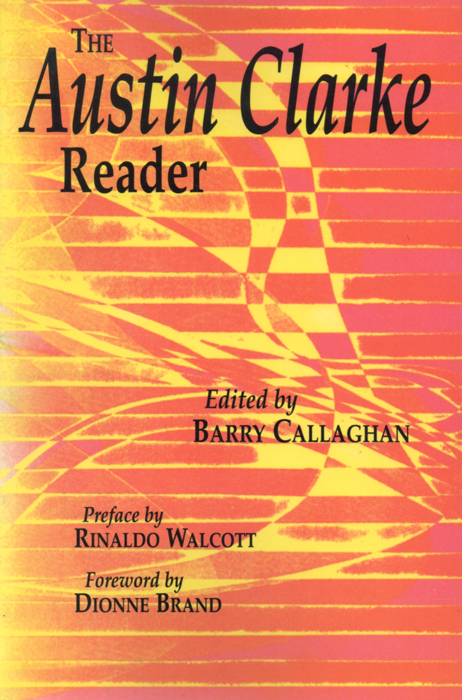 THE
Austin Clarke
Reader
Edited by
BARRY CALLAGHAN
Preface by
RINALDO WALCOTT
Foreword by
DIONNE BRAND